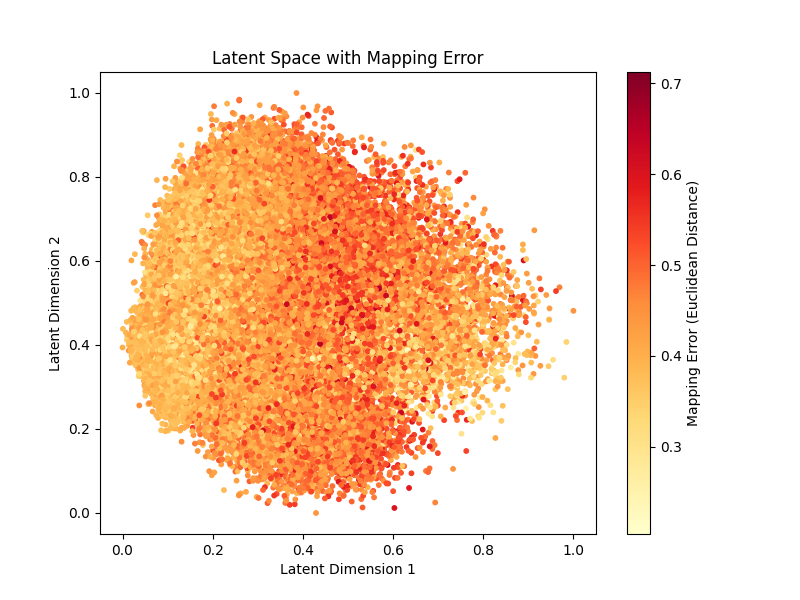 Latent Space with Mapping Error
1.0
0.8
0.6
0.4
0.2
0.0
Latent Dimension 2
0.0 0.2 0.4 0.6 0.8 1.0
Latent Dimension 1
0.7
0.6
0.5
0.4
0.3
Mapping Error (Euclidean Distance)